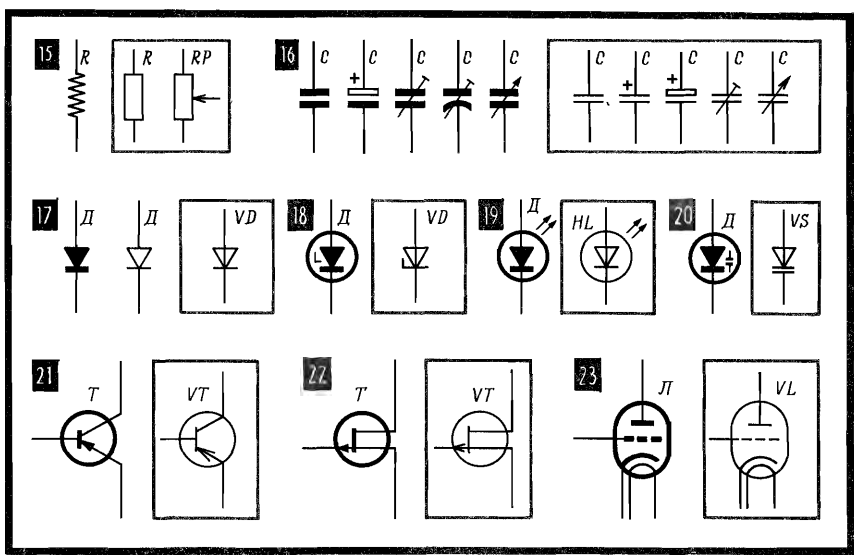 15 R R RP 16 C + C C C C C + C + C C C
17 Д Д VD 18 Д VD 19 Д HL 20 Д VS
21 T VT 22 T VT 23 Л VL